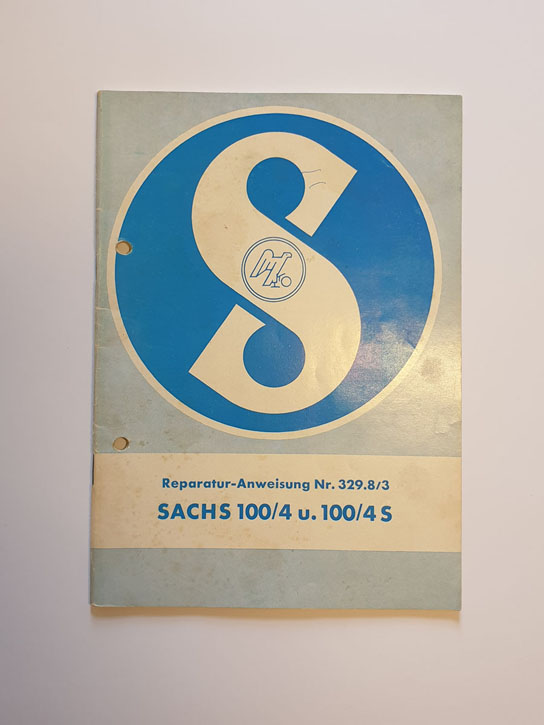 S
Reparatur-Anweisung Nr. 329.8/3
SACHS 100/4 u. 100/4 S